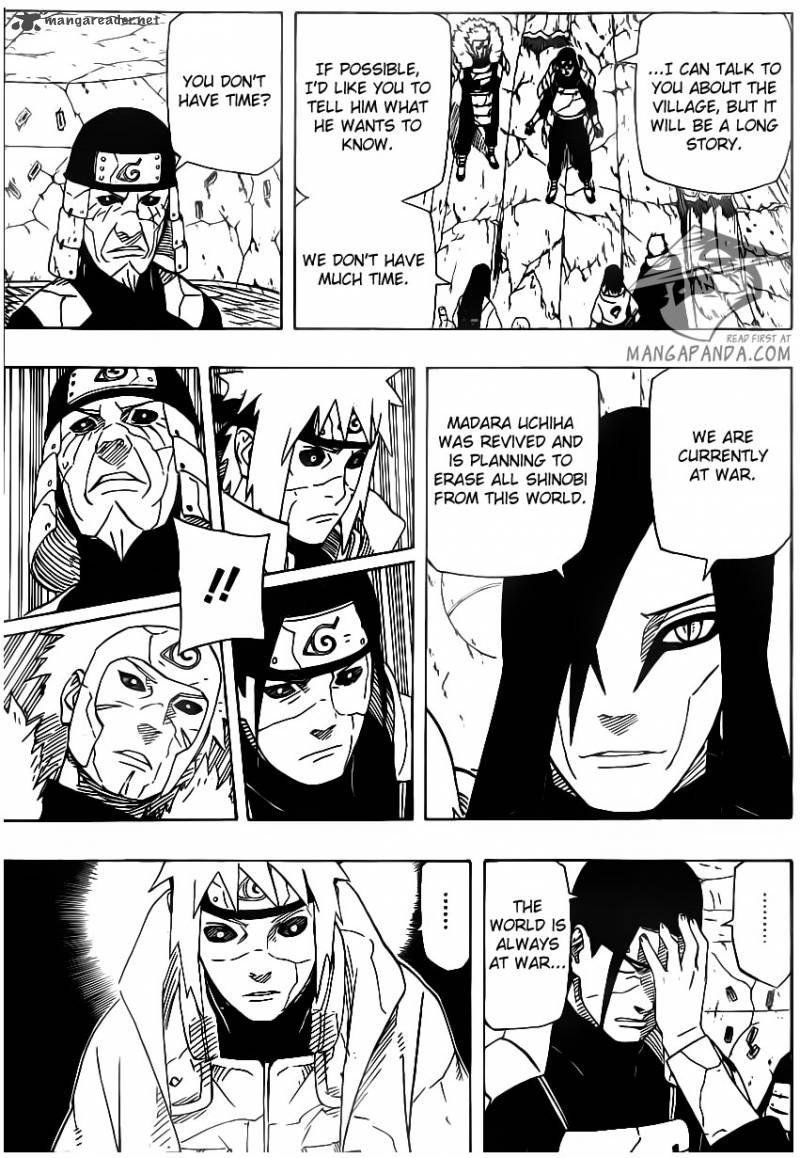 mangareader.net
...I CAN TALK TO
YOU ABOUT THE
VILLAGE, BUT IT
WILL BE A LONG
STORY.
IF POSSIBLE,
I'D LIKE YOU TO
TELL HIM WHAT
HE WANTS TO
KNOW.
WE DON'T HAVE
MUCH TIME.
YOU DON'T
HAVE TIME?
READ FIRST AT
MANGAPANDA.COM
WE ARE
CURRENTLY
AT WAR.
MADARA UCHIHA
WAS REVIVED AND
IS PLANNING TO
ERASE ALL SHINOBI
FROM THIS WORLD.
!!
........
THE
WORLD IS
ALWAYS
AT WAR...
........